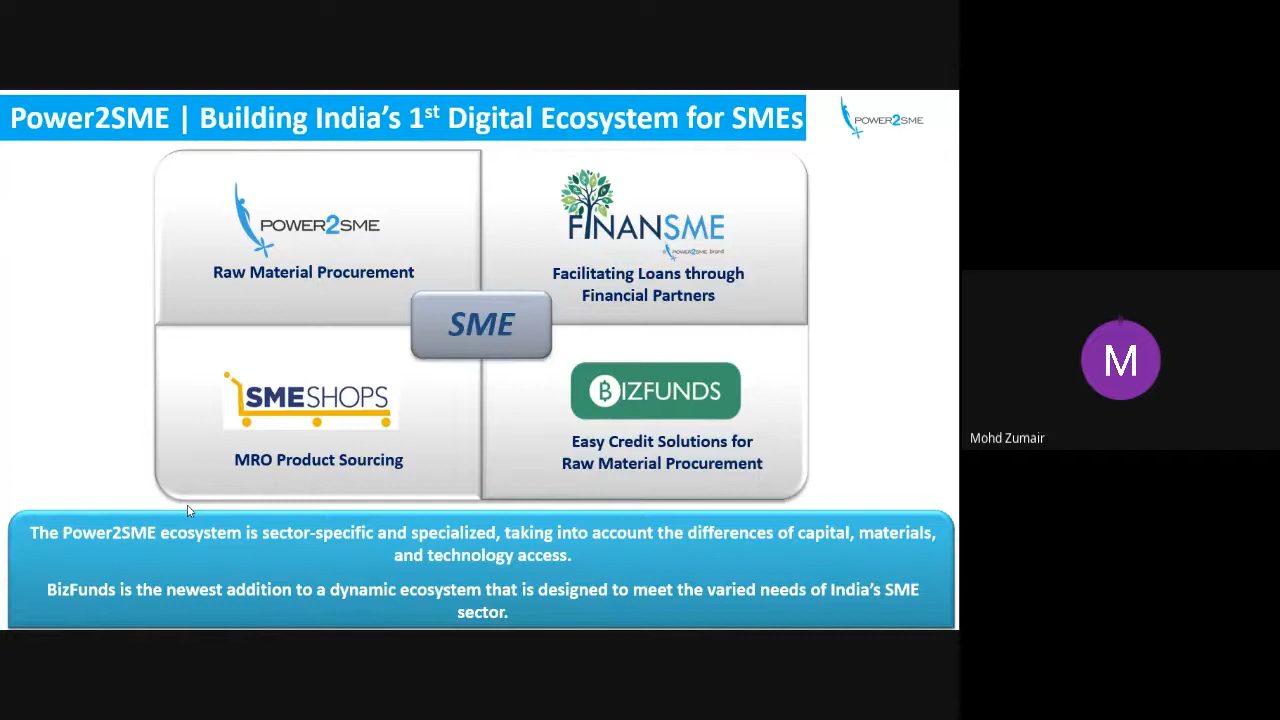 Power2SME | Building India's 1st Digital Ecosystem for SMEs
POWER2SME
POWER2SME
Raw Material Procurement
FINANSME
a POWER2SME brand
Facilitating Loans through
Financial Partners
SME
SMESHOPS
MRO Product Sourcing
BIZFUNDS
Easy Credit Solutions for
Raw Material Procurement
The Power2SME ecosystem is sector-specific and specialized, taking into account the differences of capital, materials,
and technology access.
BizFunds is the newest addition to a dynamic ecosystem that is designed to meet the varied needs of India's SME
sector.
M
Mohd Zumair